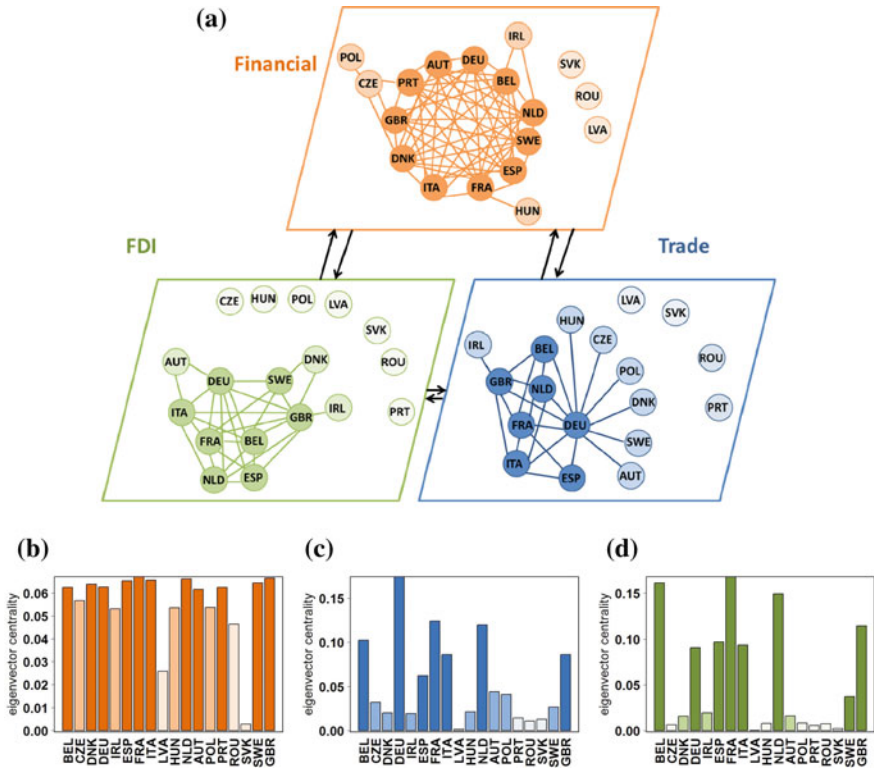 (a)
Financial
POL
CZE
PRT
AUT
DEU
IRL
BEL
SVK
ROU
LVA
GBR
NLD
SWE
DNK
ESP
ITA
FRA
HUN
FDI
Trade
CZE
HUN
POL
LVA
SVK
ROU
PRT
AUT
DEU
SWE
DNK
ITA
GBR
IRL
FRA
BEL
NLD
ESP
LVA
SVK
HUN
CZE
IRL
BEL
ROU
GBR
NLD
POL
PRT
DNK
FRA
DEU
SWE
ITA
ESP
AUT
(b)
eigenvector centrality
0.06
0.05
0.04
0.03
0.02
0.01
0.00
BEL CZE DNK DEU IRL ESP FRA ITA LVA HUN NLD AUT POL PRT ROU SVK SWE GBR
(c)
eigenvector centrality
0.15
0.10
0.05
0.00
BEL CZE DNK DEU IRL ESP FRA ITA LVA HUN NLD AUT POL PRT ROU SVK SWE GBR
(d)
eigenvector centrality
0.15
0.10
0.05
0.00
BEL CZE DNK DEU IRL ESP FRA ITA LVA HUN NLD AUT POL PRT ROU SVK SWE GBR